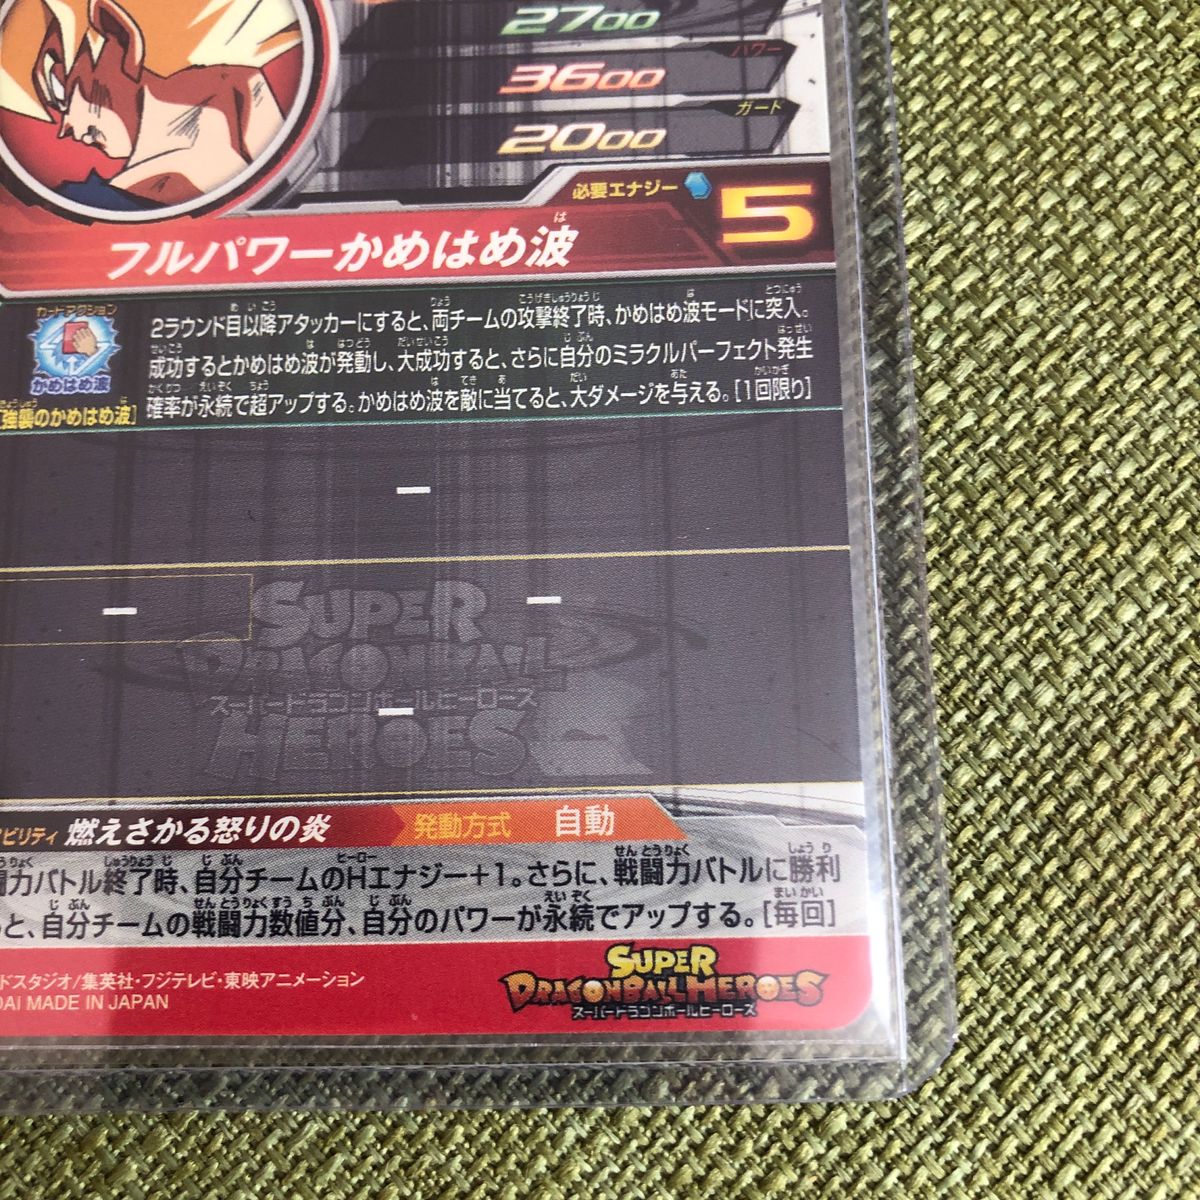 2700
パワー
3600
ガード
2000
必要エナジー 5
フルパワーかめはめ波
カードアクション
かめはめ波
[強襲のかめはめ波]
2ラウンド目以降アタッカーにすると、両チームの攻撃終了時、かめはめ波モードに突入。
成功するとかめはめ波が発動し、大成功すると、さらに自分のミラクルパーフェクト発生
確率が永続で超アップする。かめはめ波を敵に当てると、大ダメージを与える。[1回限り]
ー
ー ー
ー
SUPER
DRAGONBALL
スーパードラゴンボールヒーローズ
HEROES
ビリティ 燃えさかる怒りの炎 発動方式 自動
闘力バトル終了時、自分チームのHエナジー+1。さらに、戦闘力バトルに勝利
と、自分チームの戦闘力数値分、自分のパワーが永続でアップする。[毎回]
ドスタジオ/集英社・フジテレビ・東映アニメーション
DAI MADE IN JAPAN
SUPER
DRAGONBALL HEROES
スーパードラゴンボールヒーローズ